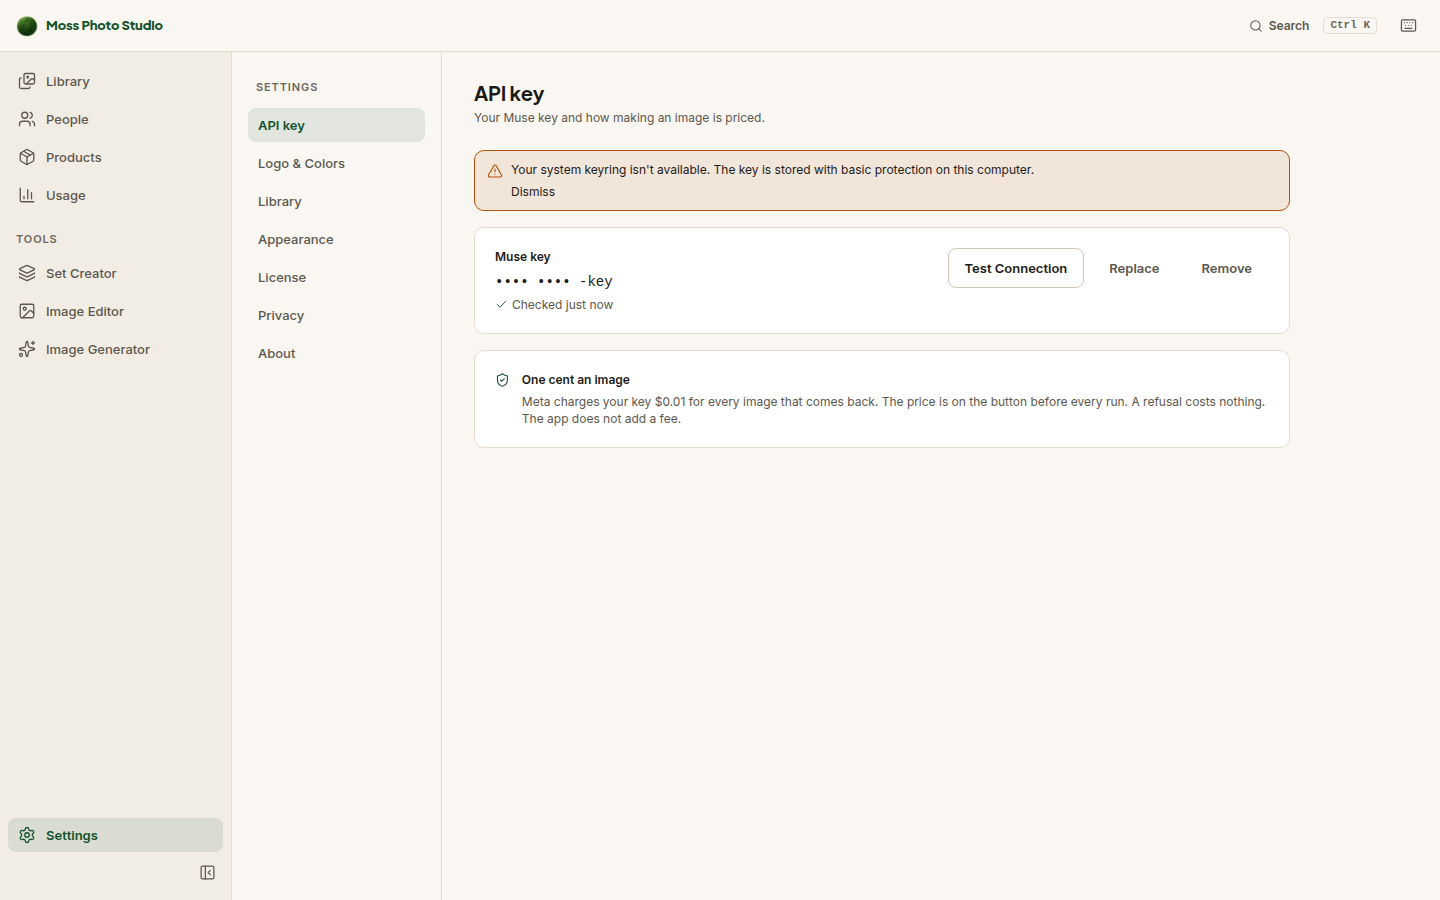 Moss Photo Studio
Search
Ctrl K
Library
People
Products
Usage
TOOLS
Set Creator
Image Editor
Image Generator
Settings
SETTINGS
API key
Logo & Colors
Library
Appearance
License
Privacy
About
API key
Your Muse key and how making an image is priced.
Your system keyring isn't available. The key is stored with basic protection on this computer.
Dismiss
Muse key
•••• •••• -key
Checked just now
Test Connection
Replace
Remove
One cent an image
Meta charges your key $0.01 for every image that comes back. The price is on the button before every run. A refusal costs nothing.
The app does not add a fee.